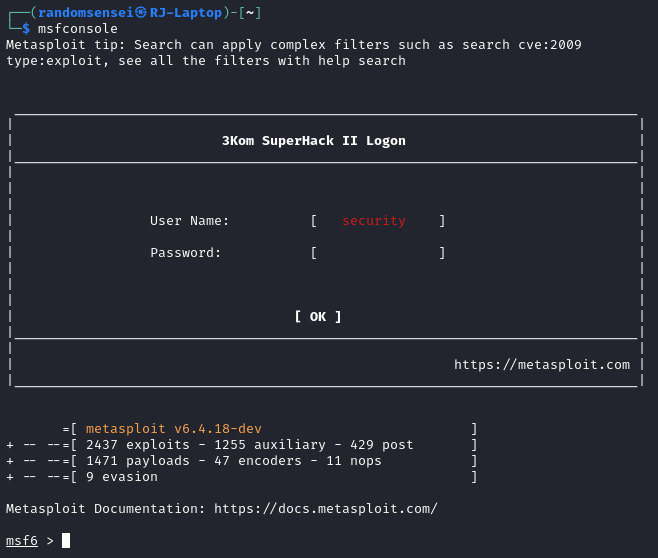 ┌──(randomsensei㉿RJ-Laptop)-[~]
└─$ msfconsole
Metasploit tip: Search can apply complex filters such as search cve:2009
type:exploit, see all the filters with help search
3Kom SuperHack II Logon
User Name: [ security ]
Password: [ ]
[ OK ]
https://metasploit.com
=[ metasploit v6.4.18-dev ]
+ -- --=[ 2437 exploits - 1255 auxiliary - 429 post ]
+ -- --=[ 1471 payloads - 47 encoders - 11 nops ]
+ -- --=[ 9 evasion ]
Metasploit Documentation: https://docs.metasploit.com/
msf6 >